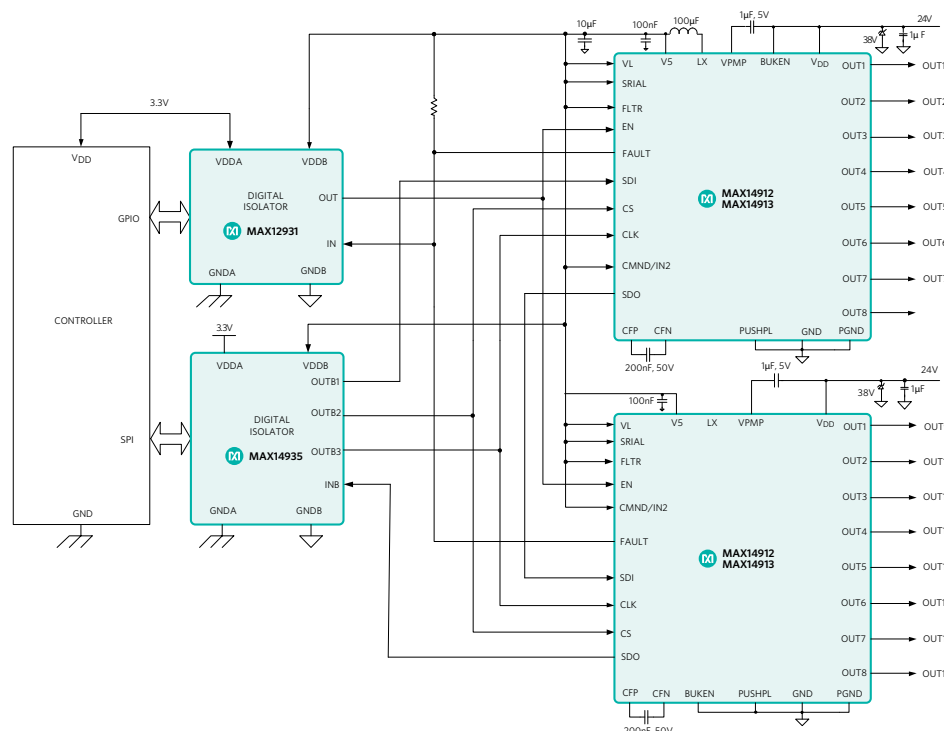 10µF
100nF
100µF
1µF, 5V
24V
38V
1µF
V5
LX
VPMP
BUKEN
VDD
VL
SRIAL
FLTR
EN
FAULT
SDI
CS
CLK
CMND/IN2
SDO
CFP
CFN
PUSHPL
GND
PGND
200nF, 50V
MAX14912
MAX14913
OUT1
OUT2
OUT3
OUT4
OUT5
OUT6
OUT7
OUT8
3.3V
VDD
GPIO
CONTROLLER
SPI
GND
VDDA
VDDB
DIGITAL
ISOLATOR
MAX12931
OUT
IN
GNDA
GNDB
3.3V
VDDA
VDDB
OUTB1
DIGITAL
ISOLATOR
OUTB2
MAX14935
OUTB3
INB
GNDA
GNDB
1µF, 5V
24V
38V
1µF
100nF
V5
LX
VPMP
VDD
VL
SRIAL
FLTR
EN
CMND/IN2
FAULT
SDI
CLK
CS
SDO
CFP
CFN
BUKEN
PUSHPL
GND
PGND
200nF, 50V
MAX14912
MAX14913
OUT1
OUT2
OUT3
OUT4
OUT5
OUT6
OUT7
OUT8